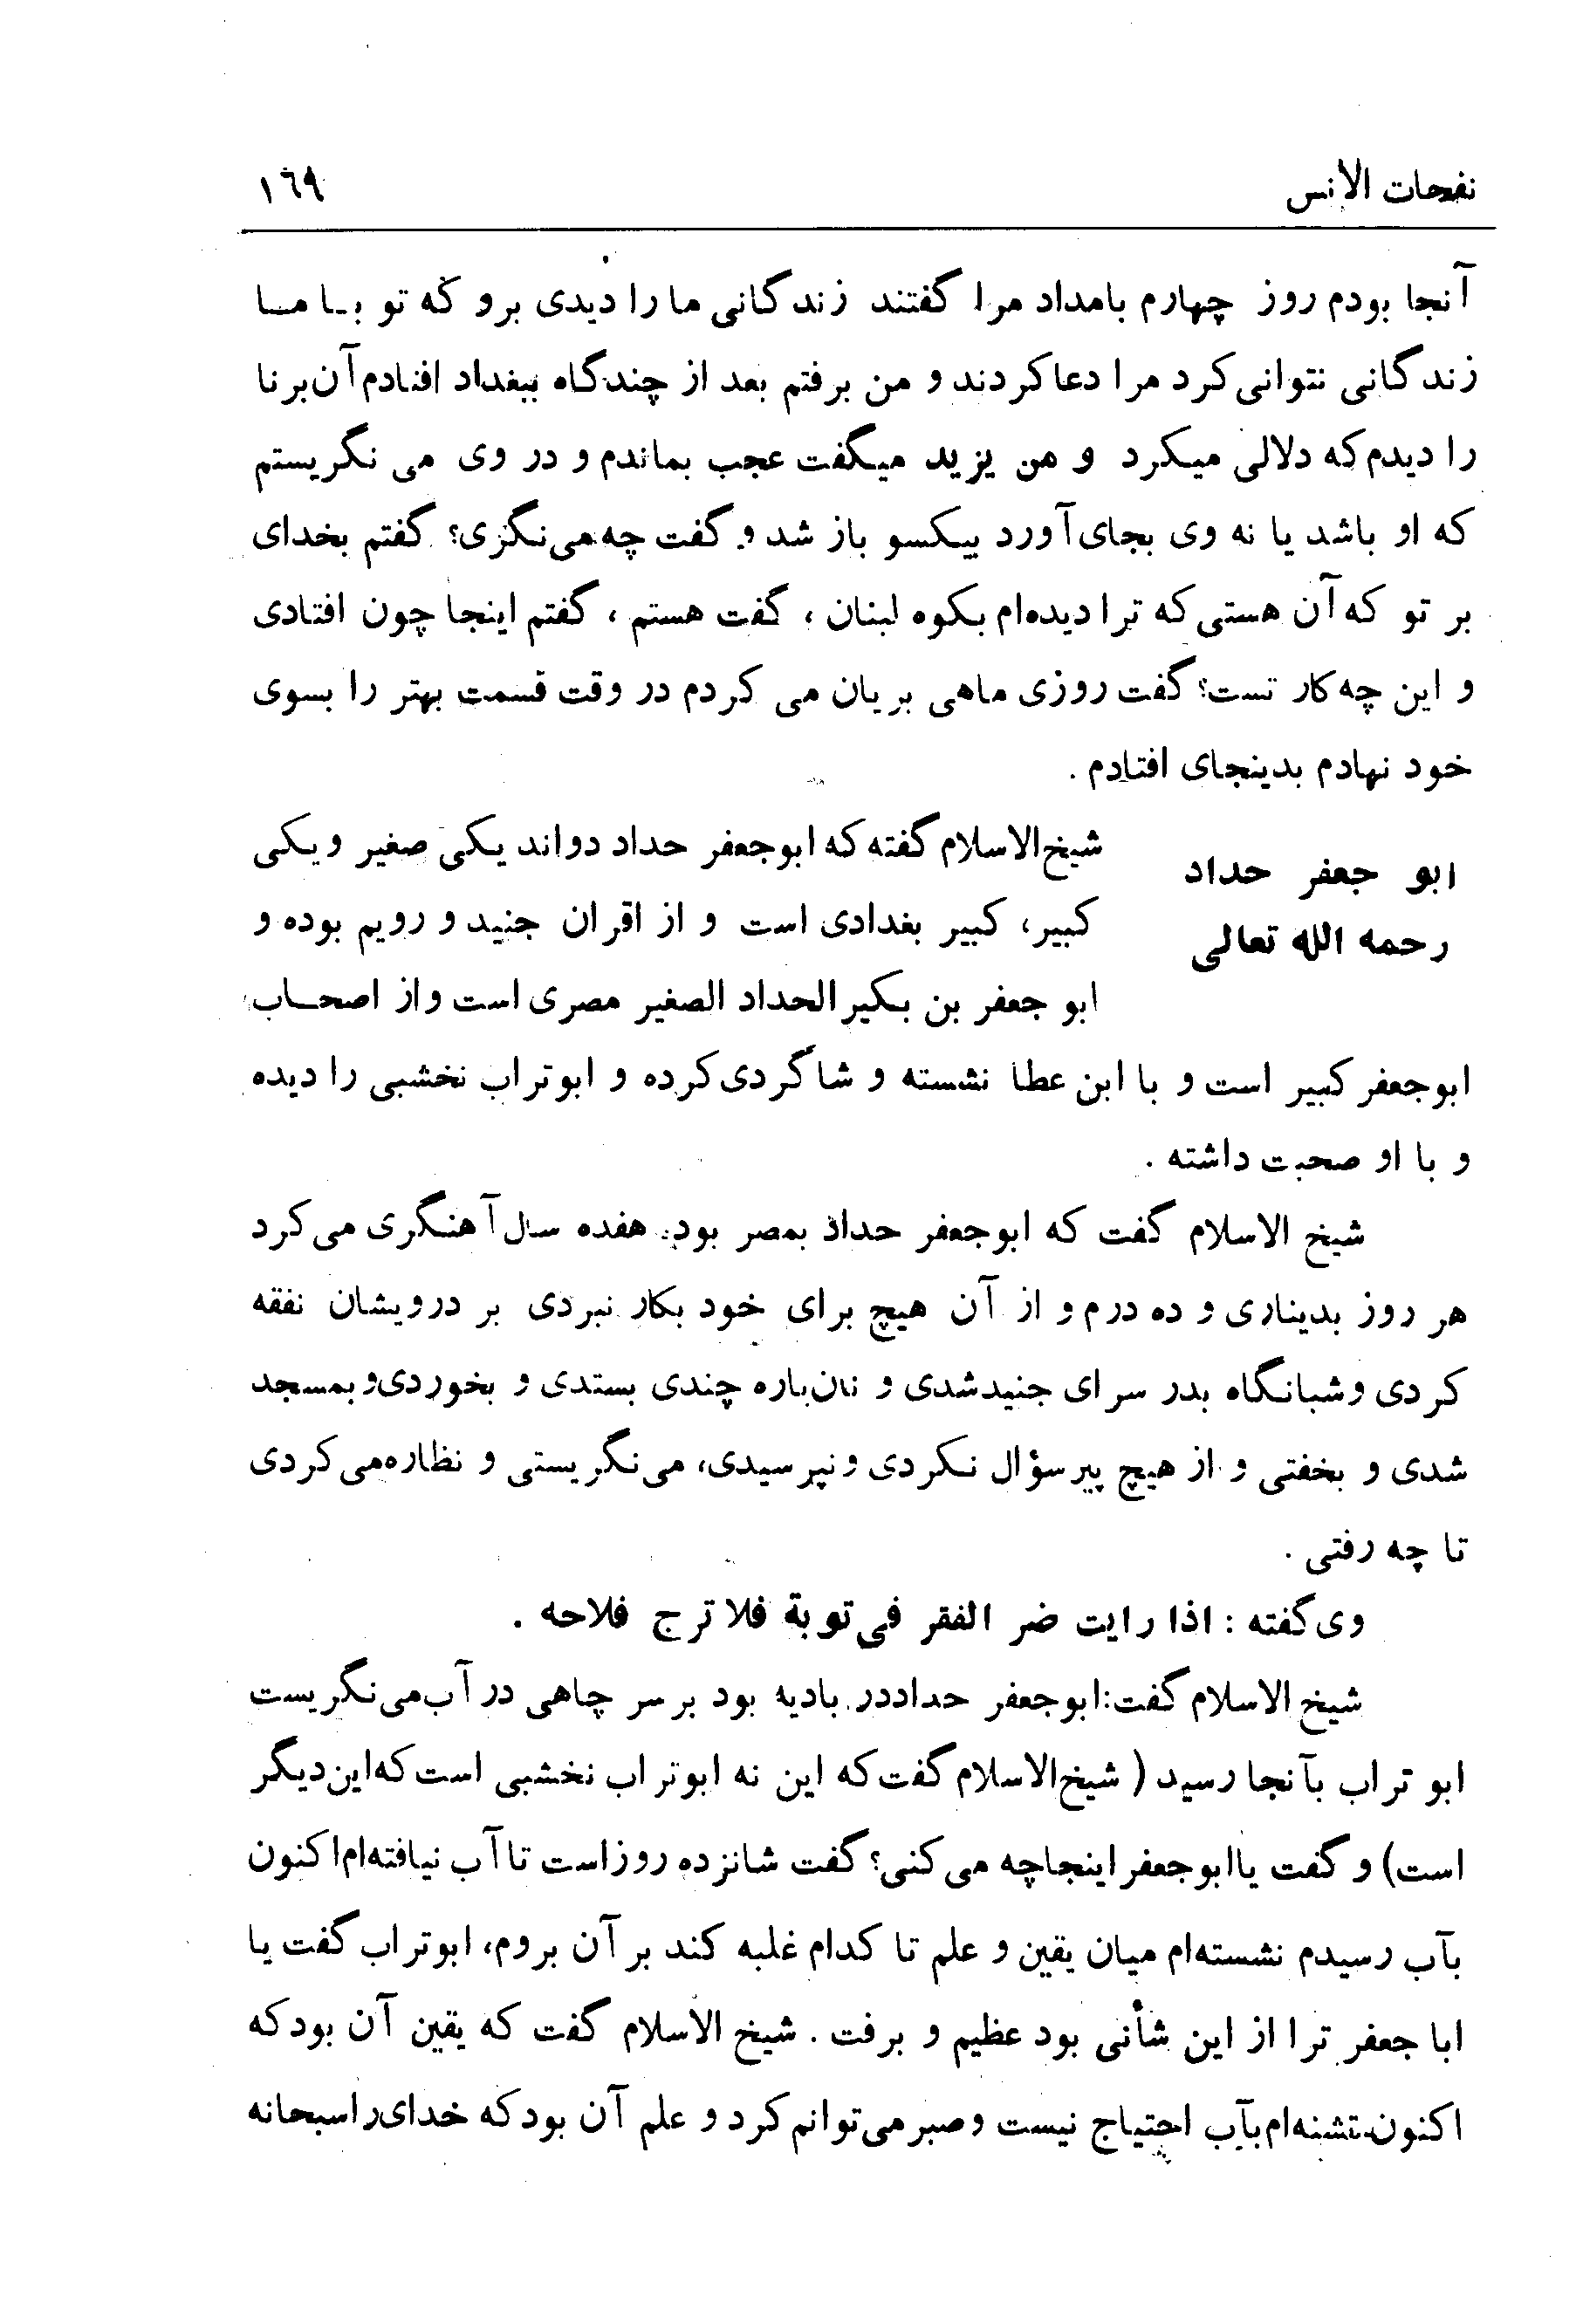 نفحات الانس ۱۶۹
آنجا بودم روز چهارم بامداد مرا گفتند زندگانی ما را دیدی برو که تو با ما
زندگانی نتوانی کرد مرا دعا کردند و من برفتم بعد از چندگاه ببغداد افتادم آن برنا
را دیدم که دلالی میکرد و من یزید میگفت عجب بماندم و در وی می نگریستم
که او باشد یا نه وی بجای آورد بیکسو باز شد و گفت چه می‌نگری؟ گفتم بخدای
بر تو که آن هستی که ترا دیده‌ام بکوه لبنان ، گفت هستم ، گفتم اینجا چون افتادی
و این چه کار تست؟ گفت روزی ماهی بریان می کردم در وقت قسمت بهتر را بسوی
خود نهادم بدینجای افتادم .
ابو جعفر حداد
رحمه الله تعالی
شیخ‌الاسلام گفته که ابوجعفر حداد دواند یکی صغیر و یکی
کبیر، کبیر بغدادی است و از اقران جنید و رویم بوده و
ابو جعفر بن بکیر الحداد الصغیر مصری است و از اصحاب
ابوجعفر کبیر است و با ابن عطا نشسته و شاگردی کرده و ابوتراب نخشبی را دیده
و با او صحبت داشته .
شیخ الاسلام گفت که ابوجعفر حداد بمصر بود. هفده سال آهنگری می‌کرد
هر روز بدیناری و ده درم و از آن هیچ برای خود بکار نبردی بر درویشان نفقه
کردی و شبانگاه بدر سرای جنید شدی و نان‌باره چندی بستدی و بخوردی و بمسجد
شدی و بخفتی و از هیچ پیر سؤال نکردی و نپرسیدی، می‌نگریستی و نظاره می‌کردی
تا چه رفتی .
وی گفته : اذا رایت ضر الفقر فی توبة فلا ترج فلاحه .
شیخ الاسلام گفت: ابوجعفر حداد در بادیه بود بر سر چاهی در آب می‌نگریست
ابو تراب بآنجا رسید ( شیخ‌الاسلام گفت که این نه ابوتراب نخشبی است که این دیگر
است) و گفت یا ابوجعفر اینجا چه می‌کنی؟ گفت شانزده روز است تا آب نیافته‌ام اکنون
بآب رسیدم نشسته‌ام میان یقین و علم تا کدام غلبه کند بر آن بروم، ابوتراب گفت یا
ابا جعفر ترا از این شأنی بود عظیم و برفت . شیخ الاسلام گفت که یقین آن بود که
اکنون تشنه‌ام بآب احتیاج نیست و صبر می‌توانم کرد و علم آن بود که خدای را سبحانه